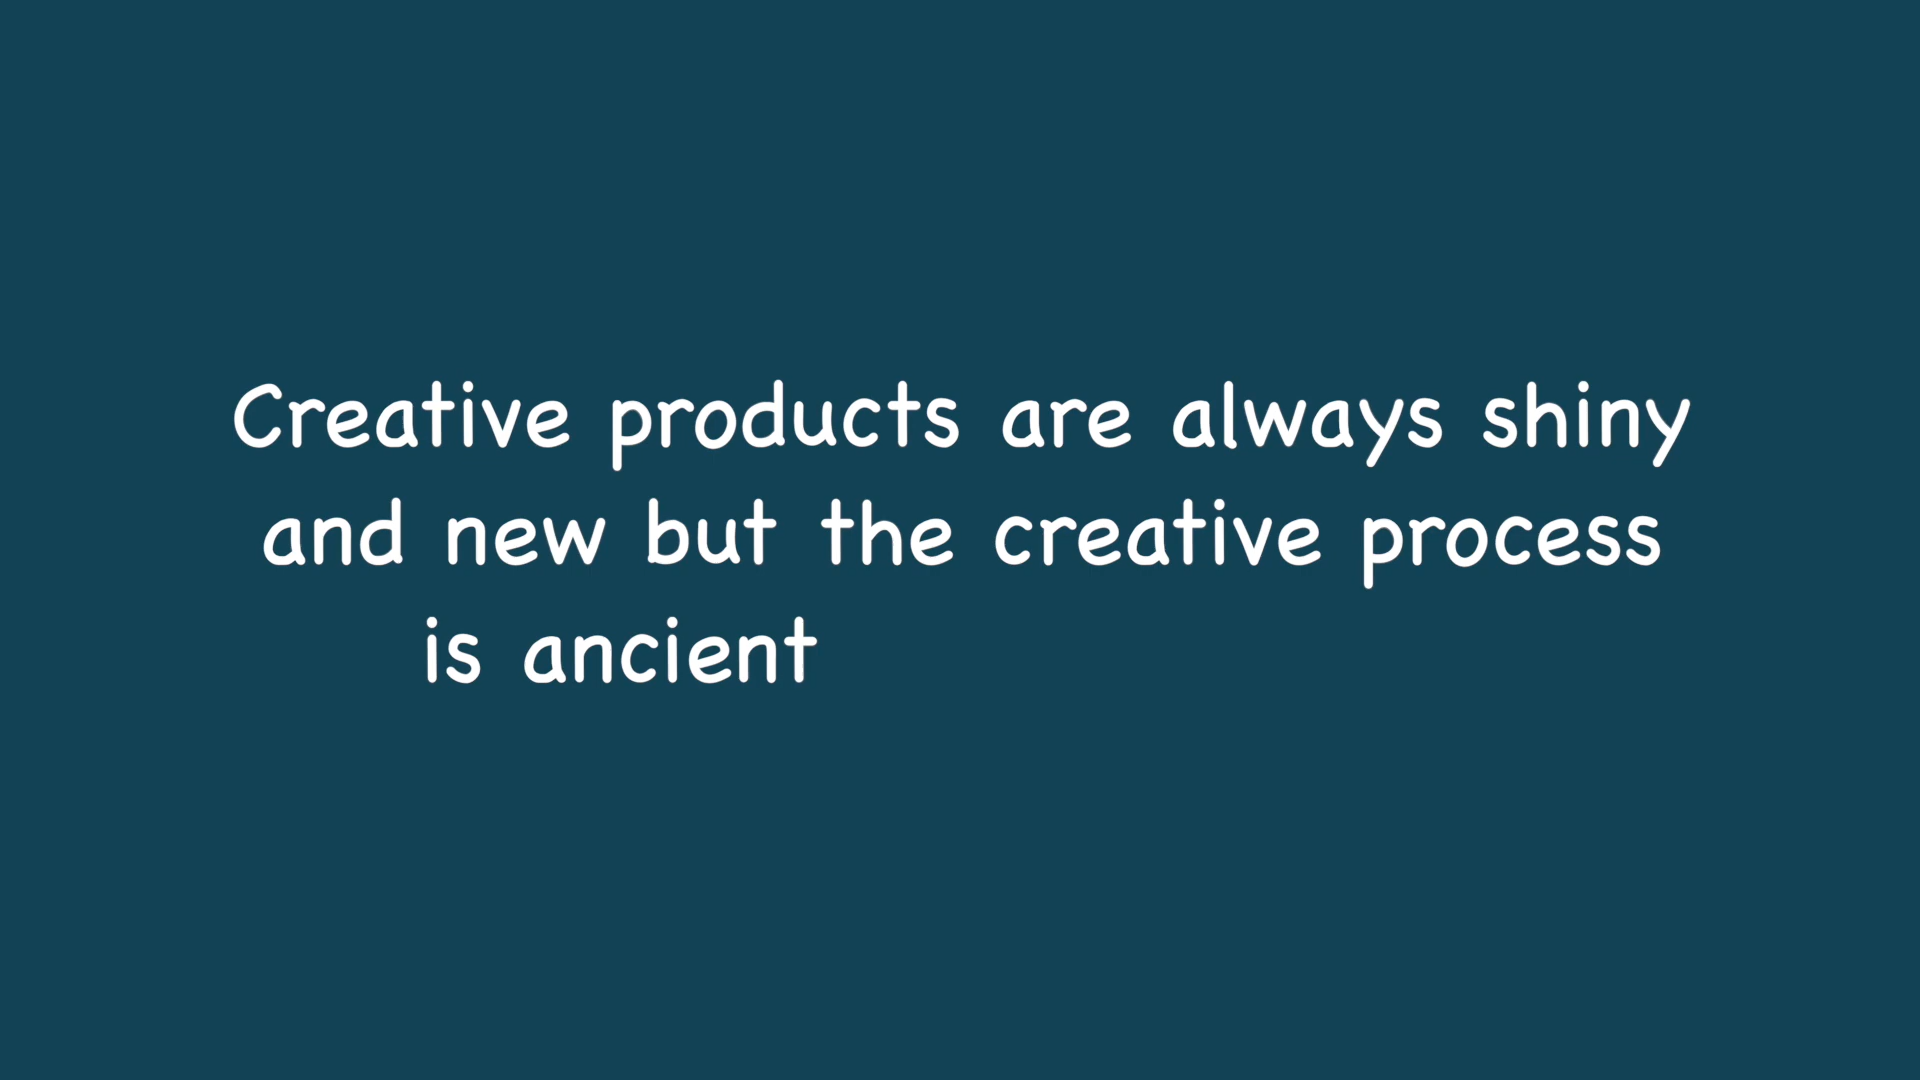 Creative products are always shiny
and new but the creative process
is ancient